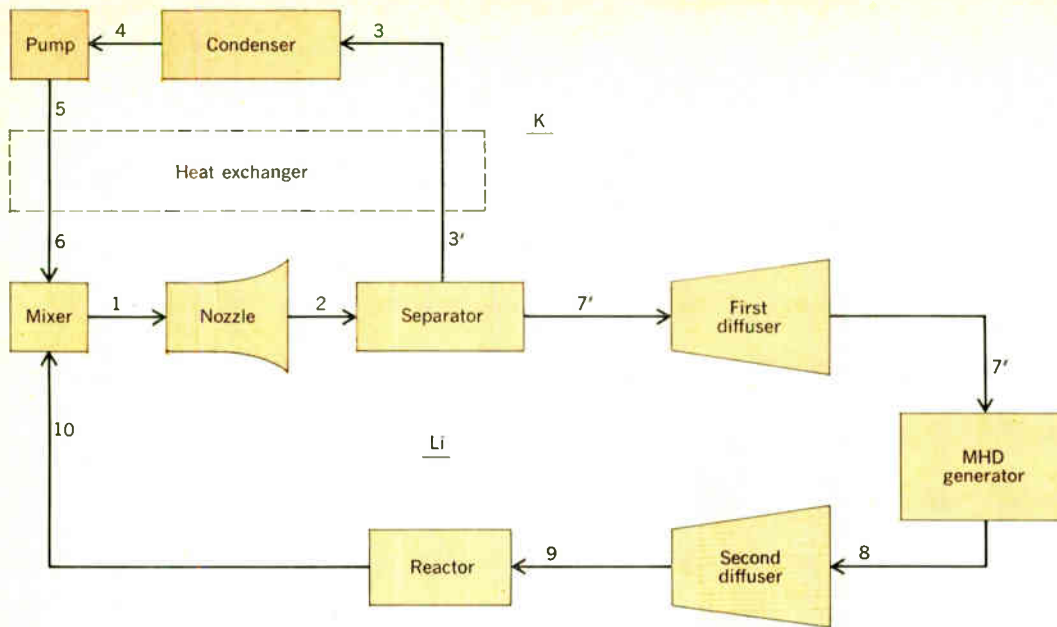 Pump
4
Condenser
3
5
K
Heat exchanger
6
3′
Mixer
1
Nozzle
2
Separator
7′
First
diffuser
7′
10
Li
MHD
generator
Reactor
9
Second
diffuser
8